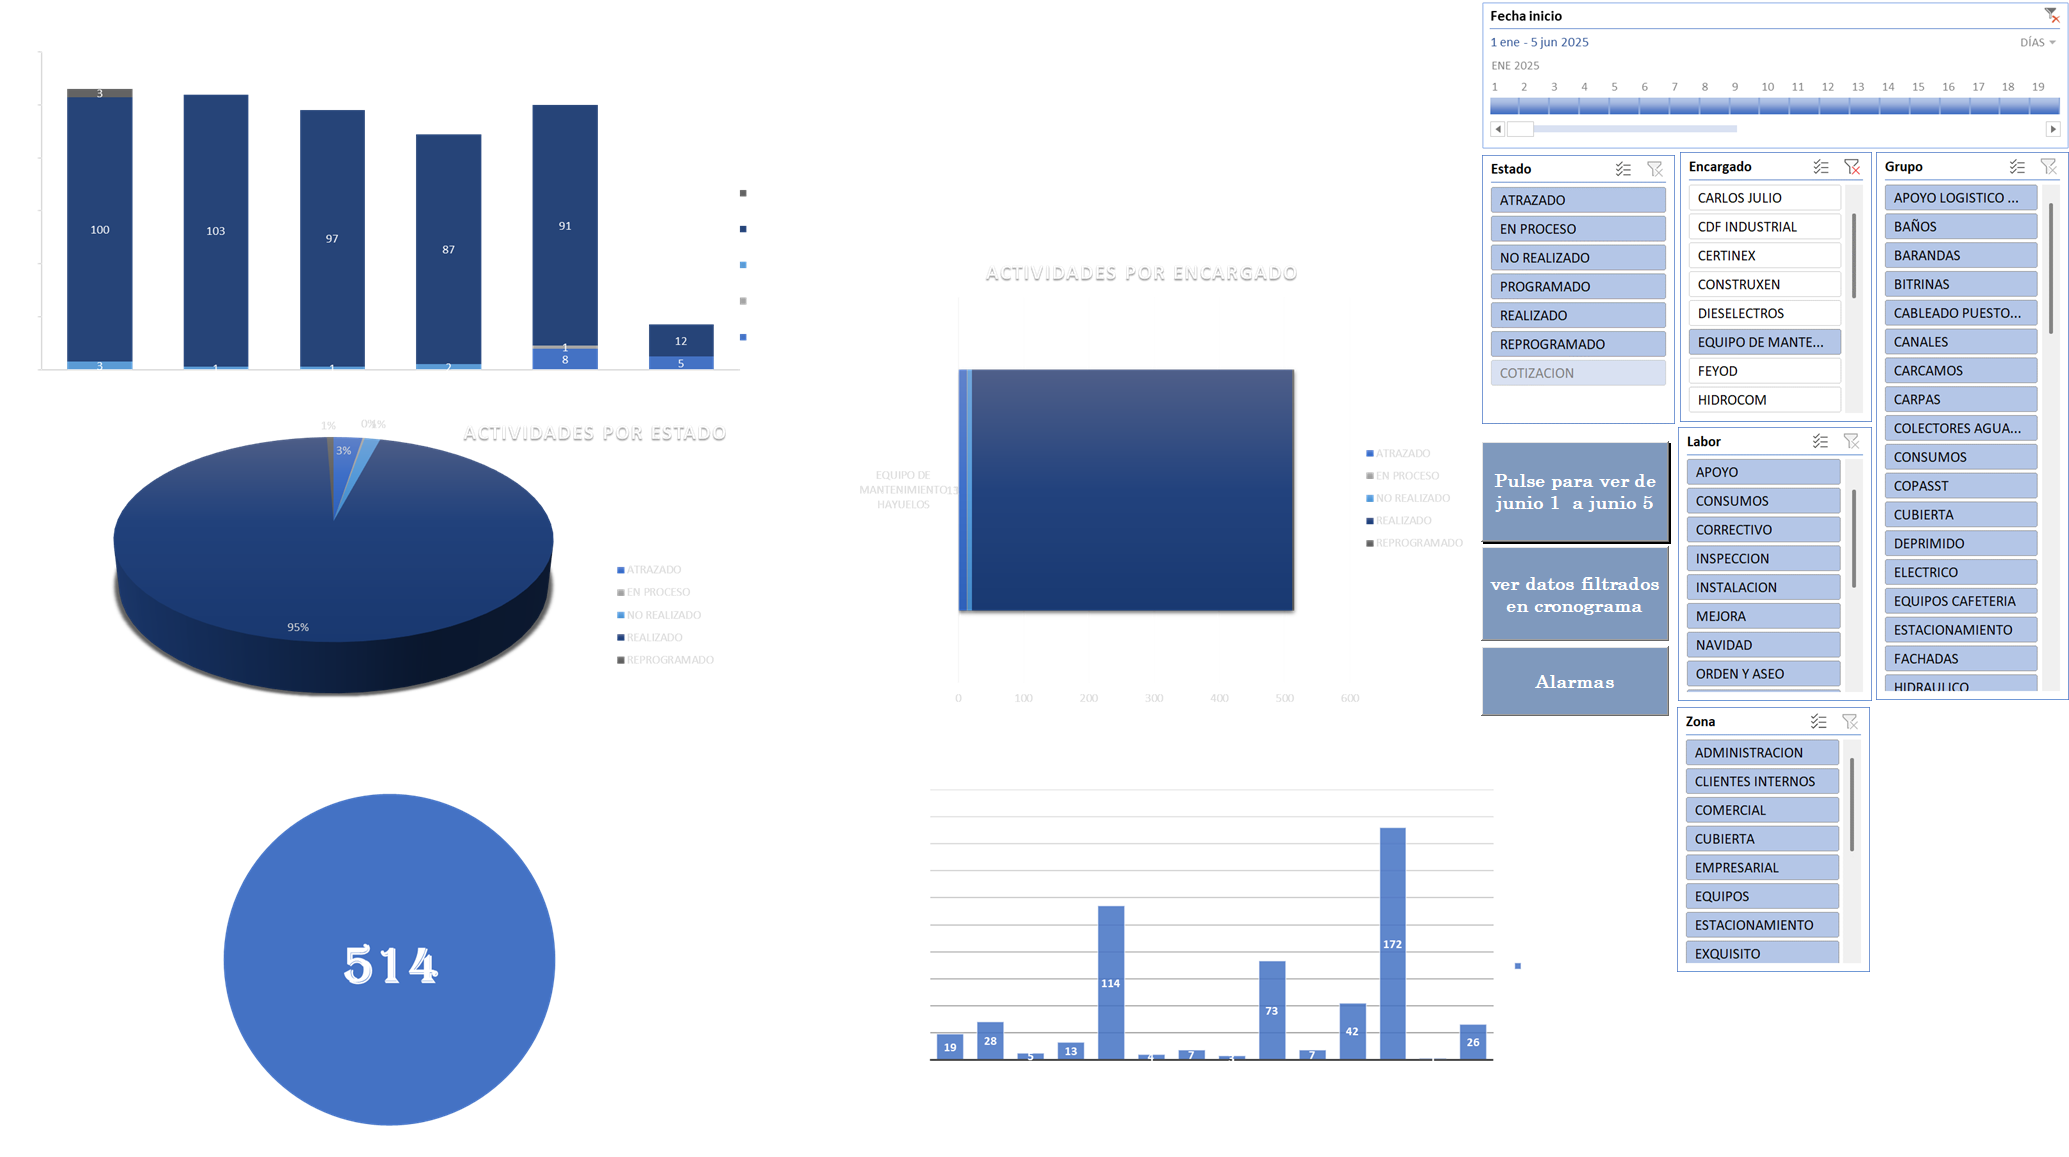 3
100
103
97
87
91
12
3
1
1
2
1
8
5
ACTIVIDADES POR ESTADO
1%
3%
0%
1%
95%
ATRAZADO
EN PROCESO
NO REALIZADO
REALIZADO
REPROGRAMADO
514
ACTIVIDADES POR ENCARGADO
EQUIPO DE
MANTENIMIENTO13
HAYUELOS
0 100 200 300 400 500 600
ATRAZADO
EN PROCESO
NO REALIZADO
REALIZADO
REPROGRAMADO
19
28
5
13
114
4
7
3
73
7
42
172
1
26
Fecha inicio
1 ene - 5 jun 2025
DÍAS
ENE 2025
1 2 3 4 5 6 7 8 9 10 11 12 13 14 15 16 17 18 19
Estado
ATRAZADO
EN PROCESO
NO REALIZADO
PROGRAMADO
REALIZADO
REPROGRAMADO
COTIZACION
Pulse para ver de
junio 1 a junio 5
ver datos filtrados
en cronograma
Alarmas
Encargado
CARLOS JULIO
CDF INDUSTRIAL
CERTINEX
CONSTRUXEN
DIESELECTROS
EQUIPO DE MANTE...
FEYOD
HIDROCOM
Labor
APOYO
CONSUMOS
CORRECTIVO
INSPECCION
INSTALACION
MEJORA
NAVIDAD
ORDEN Y ASEO
Zona
ADMINISTRACION
CLIENTES INTERNOS
COMERCIAL
CUBIERTA
EMPRESARIAL
EQUIPOS
ESTACIONAMIENTO
EXQUISITO
Grupo
APOYO LOGISTICO ...
BAÑOS
BARANDAS
BITRINAS
CABLEADO PUESTO...
CANALES
CARCAMOS
CARPAS
COLECTORES AGUA...
CONSUMOS
COPASST
CUBIERTA
DEPRIMIDO
ELECTRICO
EQUIPOS CAFETERIA
ESTACIONAMIENTO
FACHADAS
HIDRAULICO